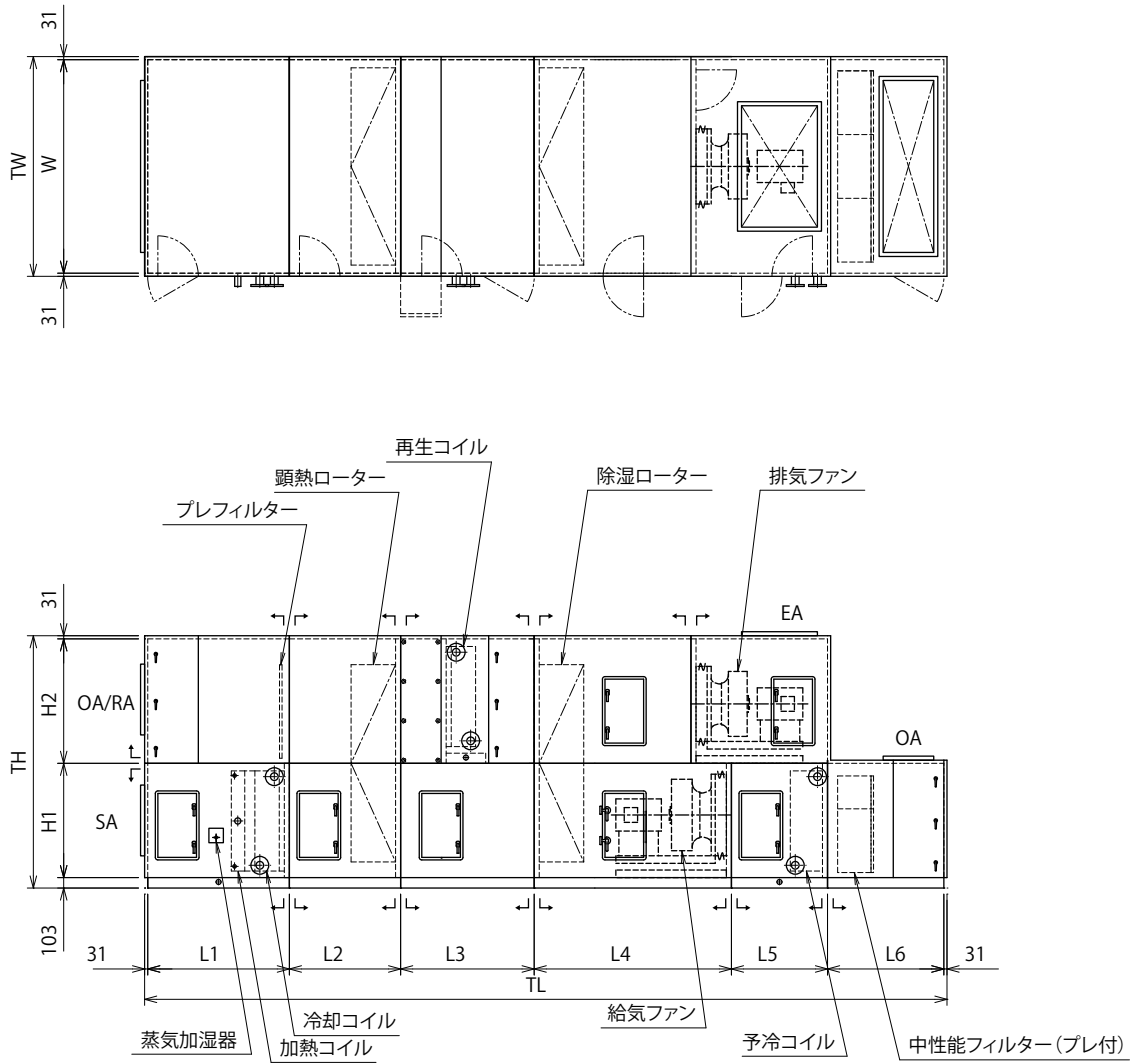 31
TW
W
31
再生コイル
顕熱ローター
除湿ローター
排気ファン
プレフィルター
31
EA
TH
H2
OA/RA
OA
H1
SA
103
31
L1
L2
L3
L4
L5
L6
31
TL
給気ファン
冷却コイル
蒸気加湿器
加熱コイル
予冷コイル
中性能フィルター(プレ付)